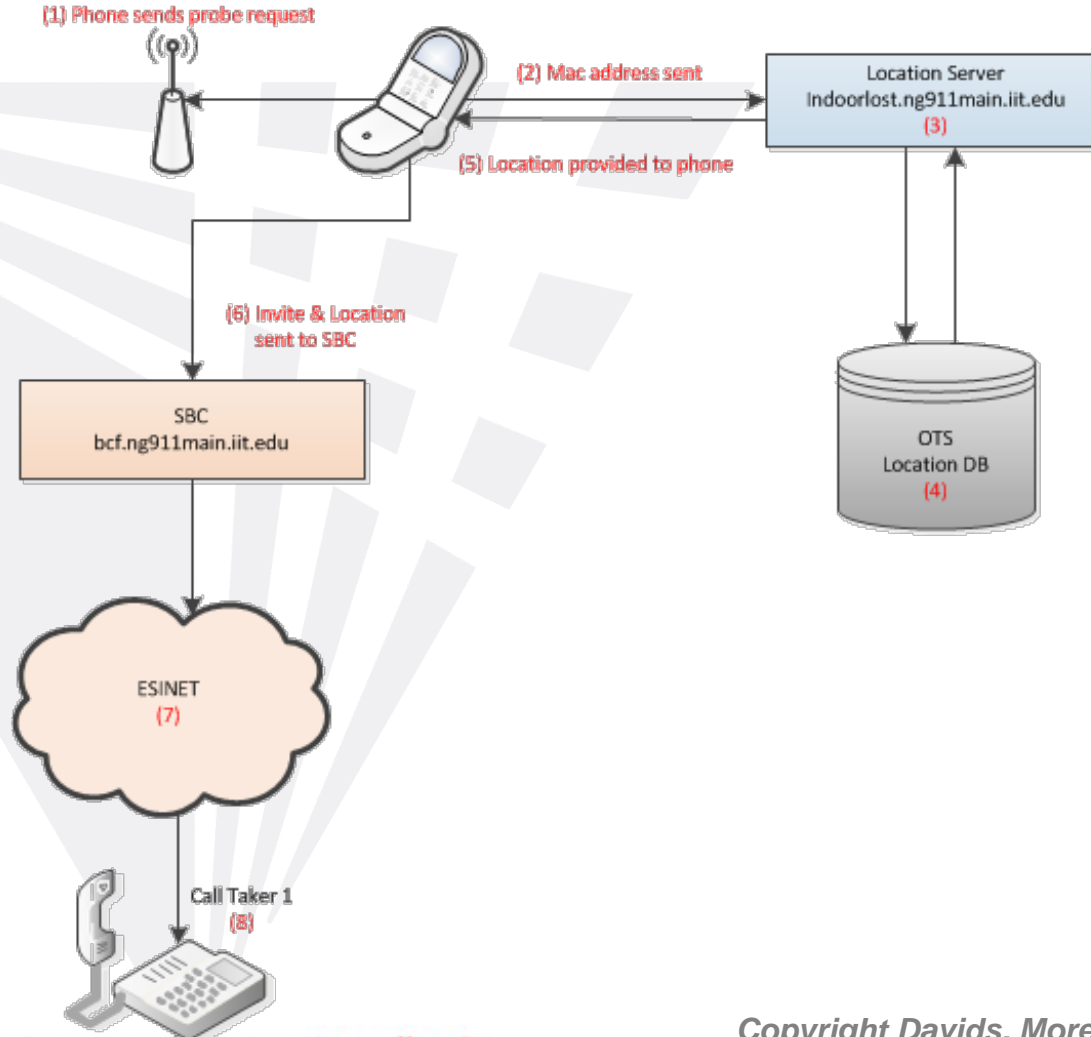 (1) Phone sends probe request
(2) Mac address sent
Location Server
Indoorlost.ng911main.iit.edu
(3)
(5) Location provided to phone
(6) Invite & Location
sent to SBC
SBC
bcf.ng911main.iit.edu
OTS
Location DB
(4)
ESINET
(7)
Call Taker 1
(8)
Copyright Davids, More